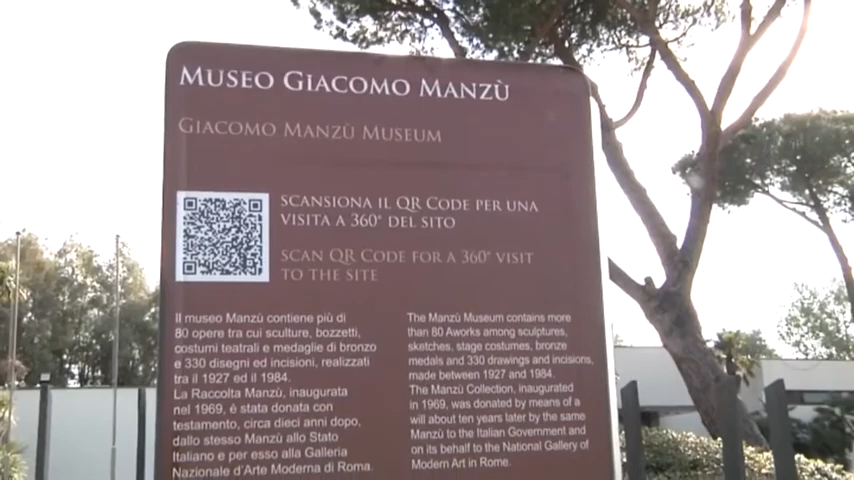 MUSEO GIACOMO MANZÙ
GIACOMO MANZÙ MUSEUM
SCANSIONA IL QR CODE PER UNA
VISITA A 360° DEL SITO
SCAN QR CODE FOR A 360° VISIT
TO THE SITE
Il museo Manzù contiene più di
80 opere tra cui sculture, bozzetti,
costumi teatrali e medaglie di bronzo
e 330 disegni ed incisioni, realizzati
tra il 1927 ed il 1984.
La Raccolta Manzù, inaugurata
nel 1969, è stata donata con
testamento, circa dieci anni dopo,
dallo stesso Manzù allo Stato
Italiano e per esso alla Galleria
Nazionale d'Arte Moderna di Roma.
The Manzù Museum contains more
than 80 Aworks among sculptures,
sketches, stage costumes, bronze
medals and 330 drawings and incisions,
made between 1927 and 1984.
The Manzù Collection, inaugurated
in 1969, was donated by means of a
will about ten years later by the same
Manzù to the Italian Government and
on its behalf to the National Gallery of
Modern Art in Rome.